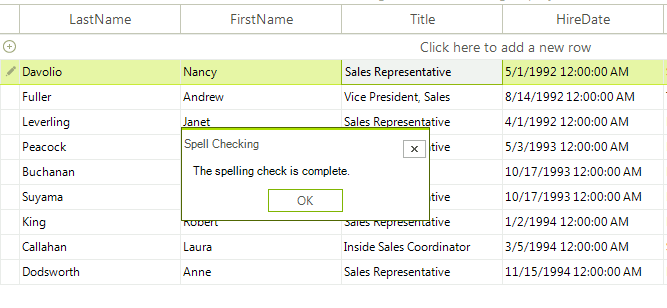 LastName FirstName Title HireDate
Click here to add a new row
Davolio Nancy Sales Representative 5/1/1992 12:00:00 AM
Fuller Andrew Vice President, Sales 8/14/1992 12:00:00 AM
Leverling Janet Sales Representative 4/1/1992 12:00:00 AM
Peacock 5/3/1993 12:00:00 AM
Buchanan 10/17/1993 12:00:00 AM
Suyama 10/17/1993 12:00:00 AM
King Robert Sales Representative 1/2/1994 12:00:00 AM
Callahan Laura Inside Sales Coordinator 3/5/1994 12:00:00 AM
Dodsworth Anne Sales Representative 11/15/1994 12:00:00 AM
Spell Checking
The spelling check is complete.
OK